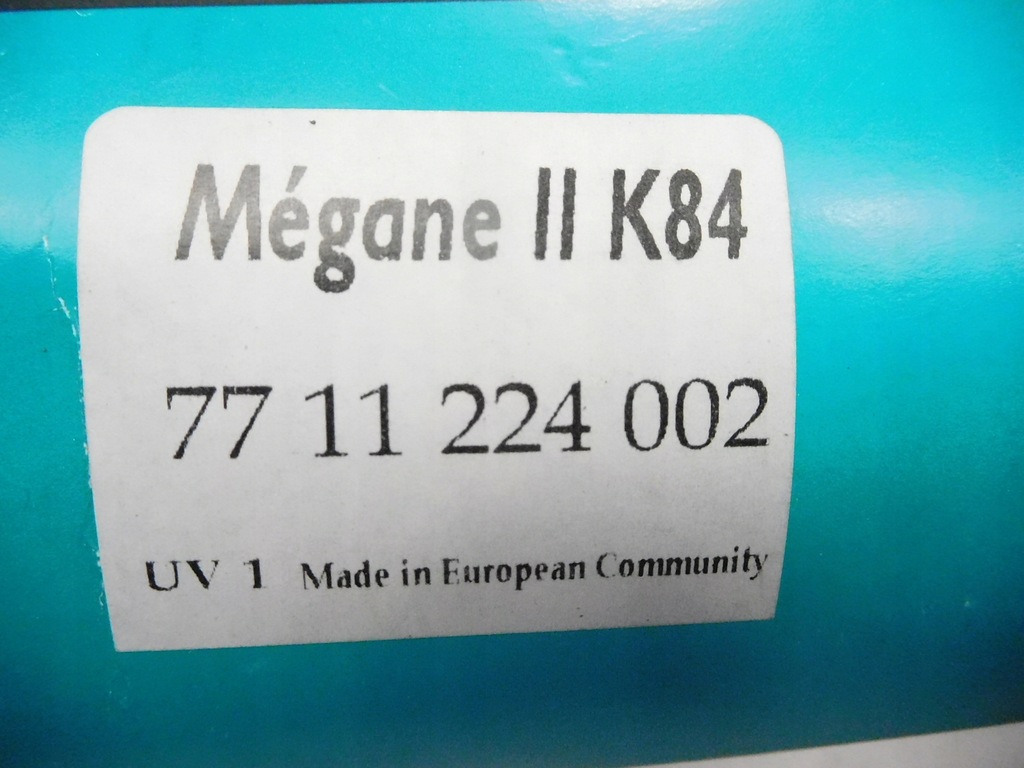 Mégane II K84
77 11 224 002
UV 1 Made in European Community